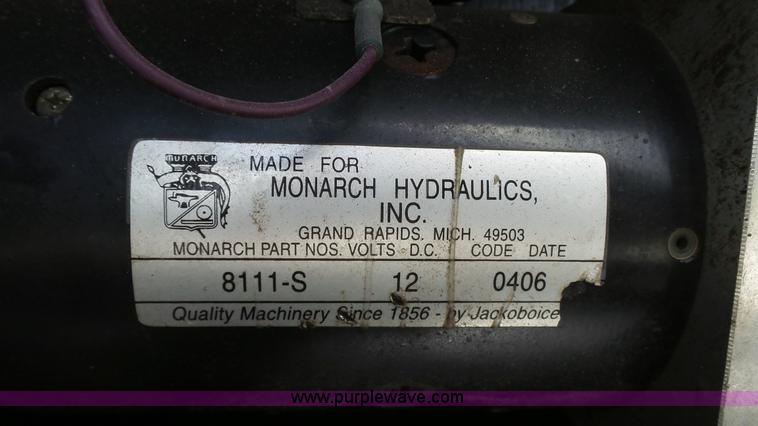 MONARCH
MADE FOR
MONARCH HYDRAULICS,
INC.
GRAND RAPIDS, MICH. 49503
MONARCH PART NOS. VOLTS D.C. CODE DATE
8111-S 12 0406
Quality Machinery Since 1856 - by Jackoboice
www.purplewave.com